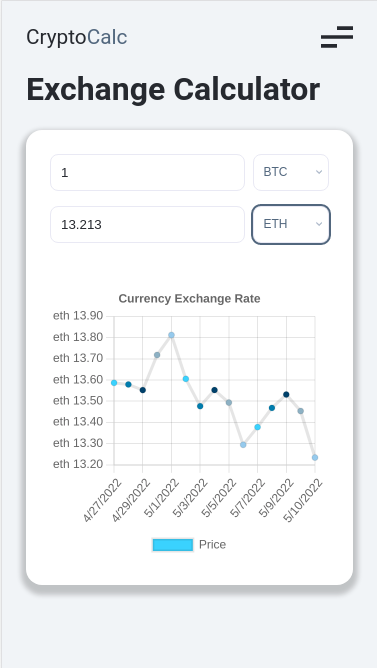 CryptoCalc
Exchange Calculator
1 BTC
13.213 ETH
Currency Exchange Rate
eth 13.90
eth 13.80
eth 13.70
eth 13.60
eth 13.50
eth 13.40
eth 13.30
eth 13.20
4/27/2022 4/29/2022 5/1/2022 5/3/2022 5/5/2022 5/7/2022 5/9/2022 5/10/2022
Price